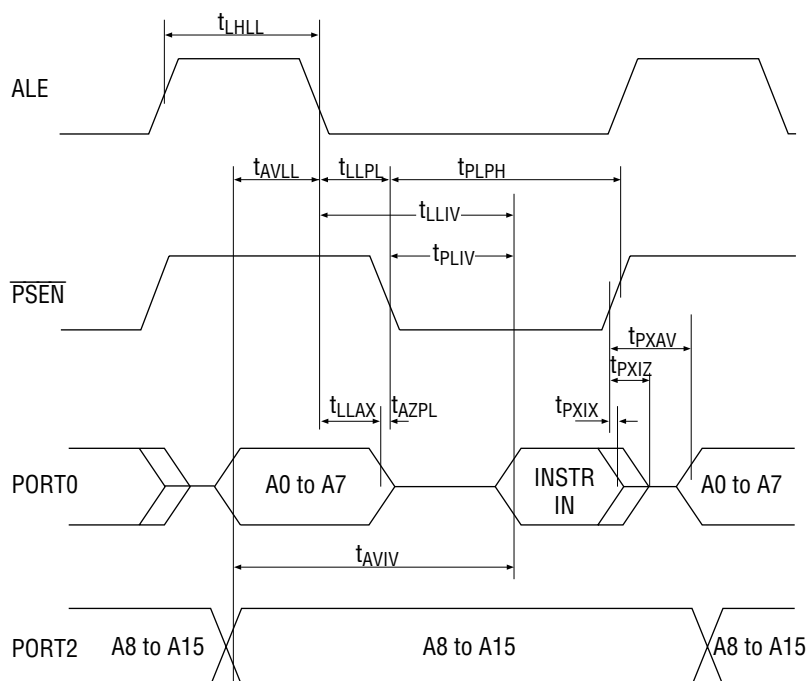 tLHLL
ALE
tAVLL tLLPL tPLPH
tLLIV
tPLIV
PSEN
tPXAV
tPXIZ
tLLAX tAZPL tPXIX
PORT0 A0 to A7 INSTR IN A0 to A7
tAVIV
PORT2 A8 to A15 A8 to A15 A8 to A15